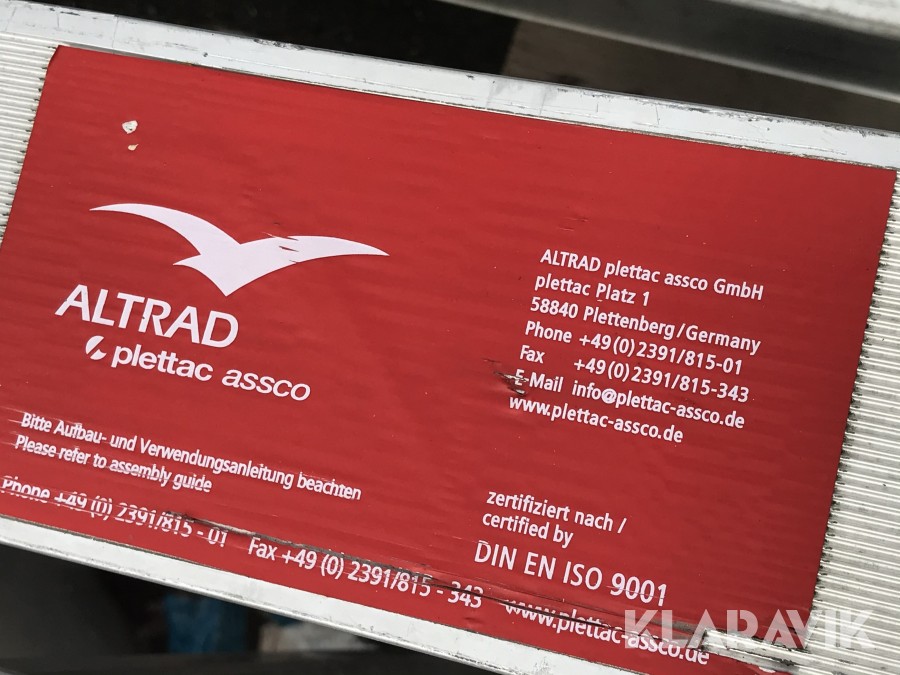 ALTRAD
plettac assco
ALTRAD plettac assco GmbH
plettac Platz 1
58840 Plettenberg/Germany
Phone +49(0)2391/815-01
Fax +49(0)2391/815-343
E-Mail info@plettac-assco.de
www.plettac-assco.de
Bitte Aufbau- und Verwendungsanleitung beachten
Please refer to assembly guide
zertifiziert nach /
certified by
DIN EN ISO 9001
Phone +49 (0) 2391/815 - 01 Fax +49 (0) 2391/815 - 343 www.plettac-assco.de
KLARAVIK